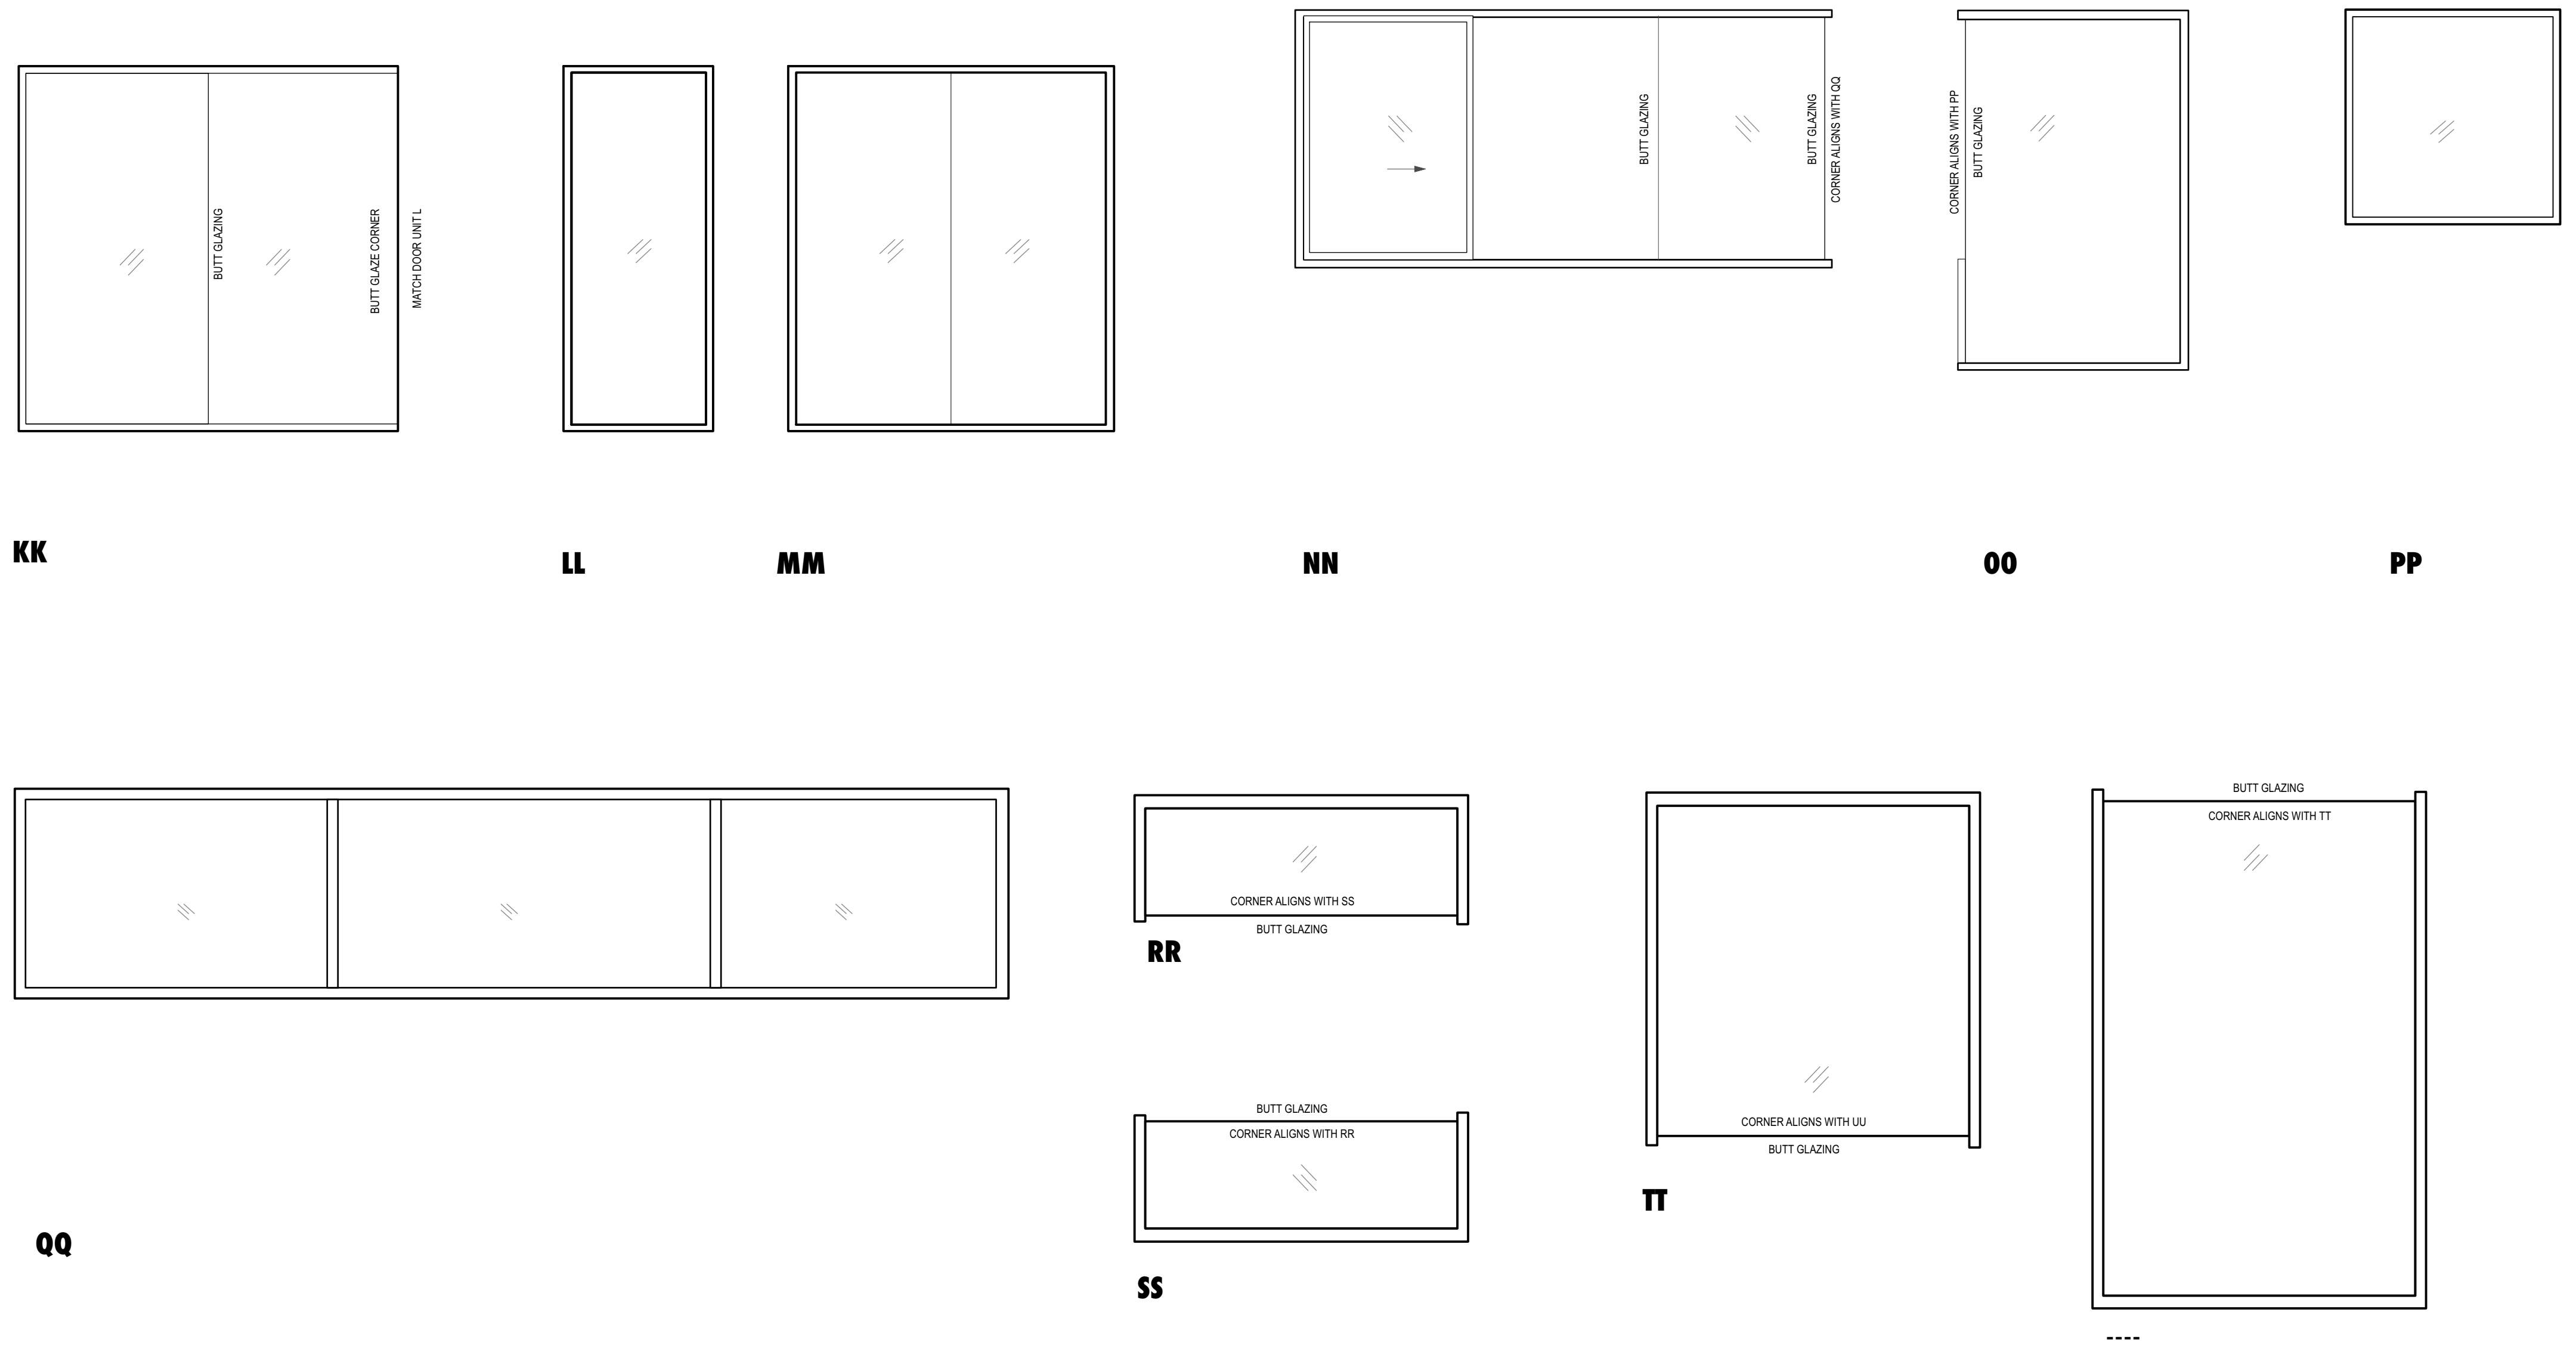 BUTT GLAZING
BUTT GLAZE CORNER
MATCH DOOR UNIT L
BUTT GLAZING
BUTT GLAZING
CORNER ALIGNS WITH QQ
CORNER ALIGNS WITH PP
BUTT GLAZING
KK
LL
MM
NN
OO
PP
BUTT GLAZING
CORNER ALIGNS WITH TT
CORNER ALIGNS WITH SS
BUTT GLAZING
RR
BUTT GLAZING
CORNER ALIGNS WITH RR
CORNER ALIGNS WITH UU
BUTT GLAZING
TT
QQ
SS